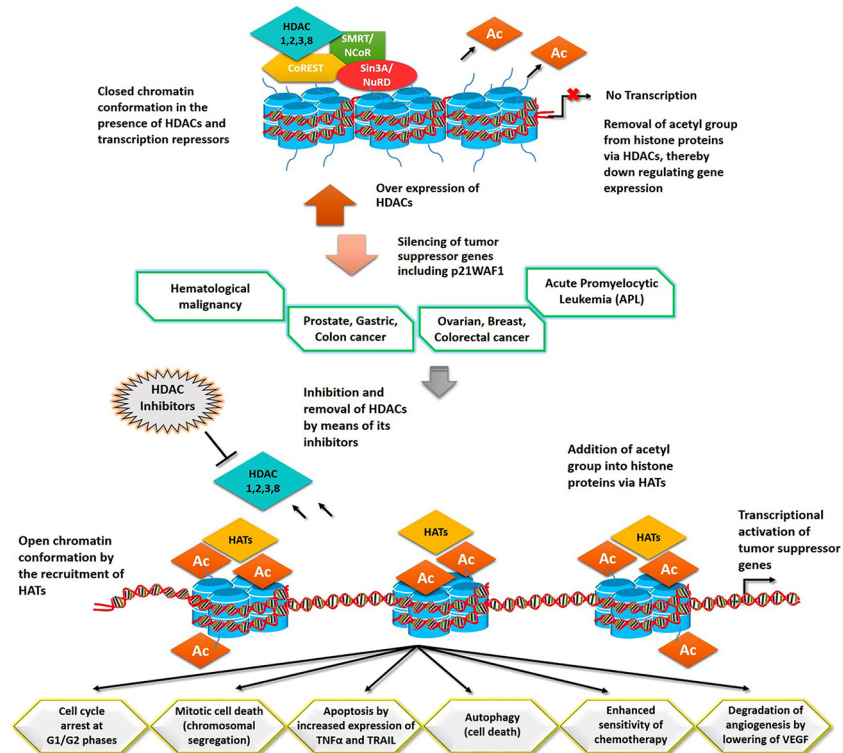 HDAC
1,2,3,8
SMRT/
NCoR
CoREST
Sin3A/
NuRD
Ac
Ac
Closed chromatin
conformation in the
presence of HDACs and
transcription repressors
No Transcription
Removal of acetyl group
from histone proteins
via HDACs, thereby
down regulating gene
expression
Over expression of
HDACs
Silencing of tumor
suppressor genes
including p21WAF1
Hematological
malignancy
Prostate, Gastric,
Colon cancer
Ovarian, Breast,
Colorectal cancer
Acute Promyelocytic
Leukemia (APL)
HDAC
Inhibitors
Inhibition and
removal of HDACs
by means of its
inhibitors
HDAC
1,2,3,8
Addition of acetyl
group into histone
proteins via HATs
Open chromatin
conformation by
the recruitment of
HATs
HATs
Ac
Ac
Ac
HATs
Ac
Ac
HATs
Ac
Ac
Ac
Transcriptional
activation of
tumor suppressor
genes
Cell cycle
arrest at
G1/G2 phases
Mitotic cell death
(chromosomal
segregation)
Apoptosis by
increased expression of
TNFα and TRAIL
Autophagy
(cell death)
Enhanced
sensitivity of
chemotherapy
Degradation of
angiogenesis by
lowering of VEGF